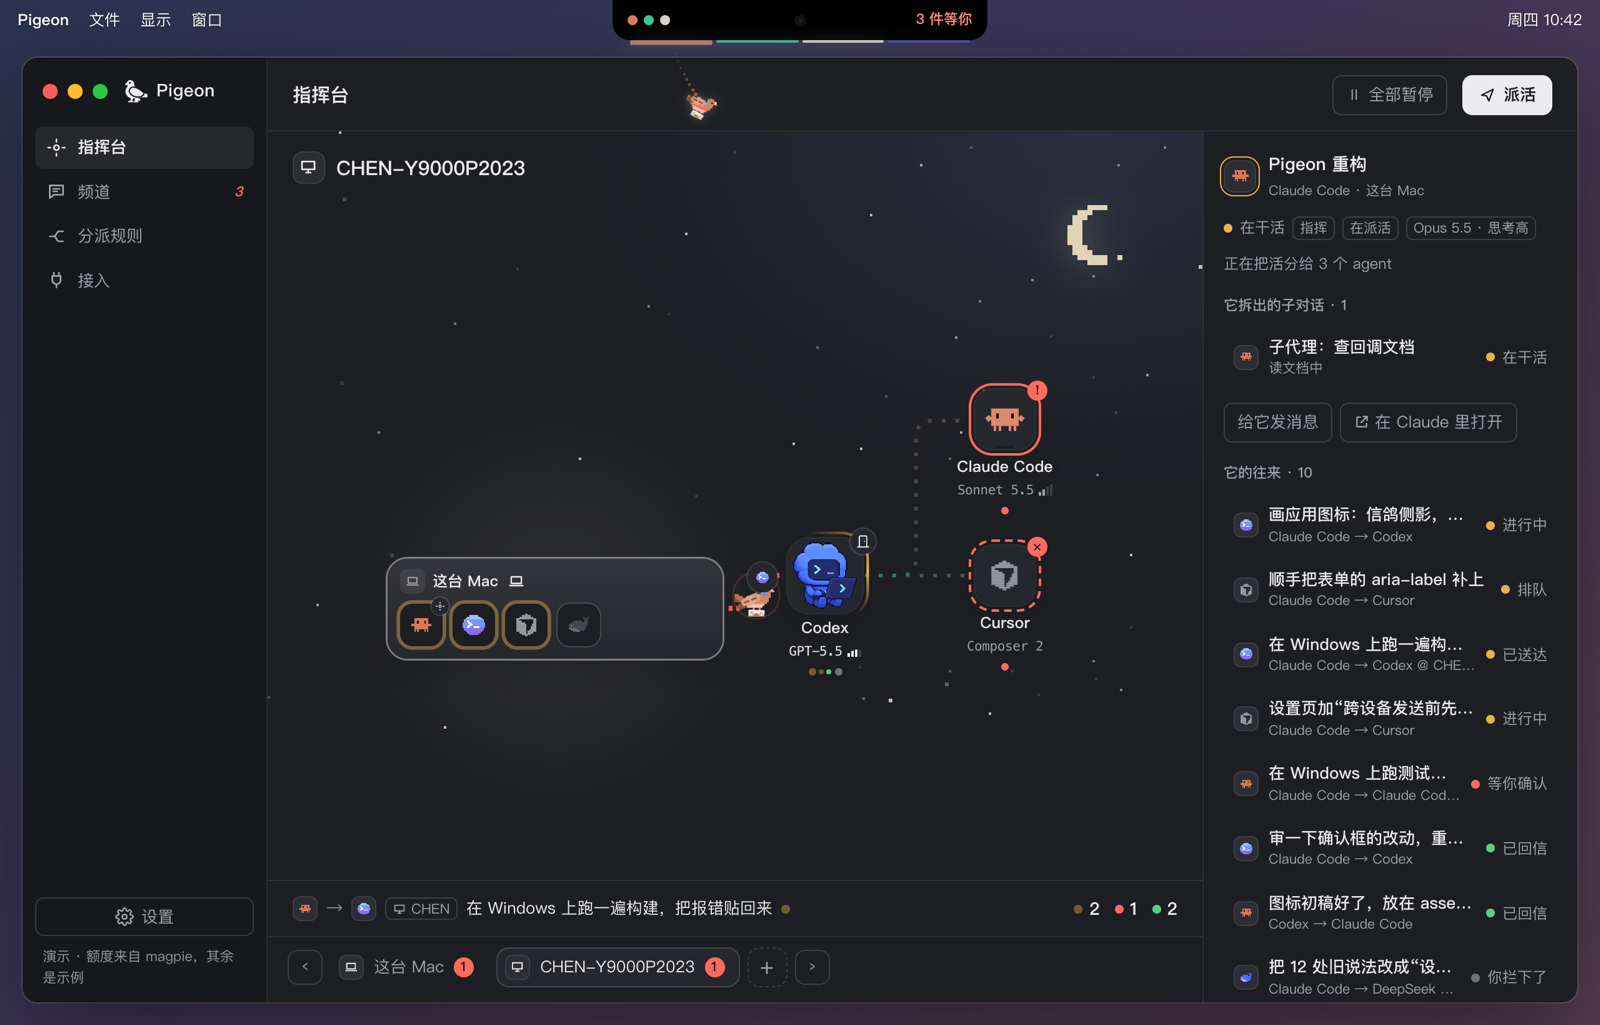 Pigeon 文件 显示 窗口
3 件等你
周四 10:42
Pigeon
指挥台
频道 3
分派规则
接入
设置
演示 · 额度来自 magpie，其余
是示例
指挥台
全部暂停
派活
CHEN-Y9000P2023
Claude Code
Sonnet 5.5
这台 Mac
Codex
GPT-5.5
Cursor
Composer 2
CHEN 在 Windows 上跑一遍构建，把报错贴回来
2 1 2
这台 Mac 1
CHEN-Y9000P2023 1
Pigeon 重构
Claude Code · 这台 Mac
在干活 指挥 在派活 Opus 5.5 · 思考高
正在把活分给 3 个 agent
它拆出的子对话 · 1
子代理：查回调文档
读文档中
在干活
给它发消息
在 Claude 里打开
它的往来 · 10
画应用图标：信鸽侧影，…
Claude Code → Codex
进行中
顺手把表单的 aria-label 补上
Claude Code → Cursor
排队
在 Windows 上跑一遍构…
Claude Code → Codex @ CHE…
已送达
设置页加“跨设备发送前先…
Claude Code → Cursor
进行中
在 Windows 上跑测试…
Claude Code → Claude Cod…
等你确认
审一下确认框的改动，重…
Claude Code → Codex
已回信
图标初稿好了，放在 asse…
Codex → Claude Code
已回信
把 12 处旧说法改成“设…
Claude Code → DeepSeek …
你拦下了